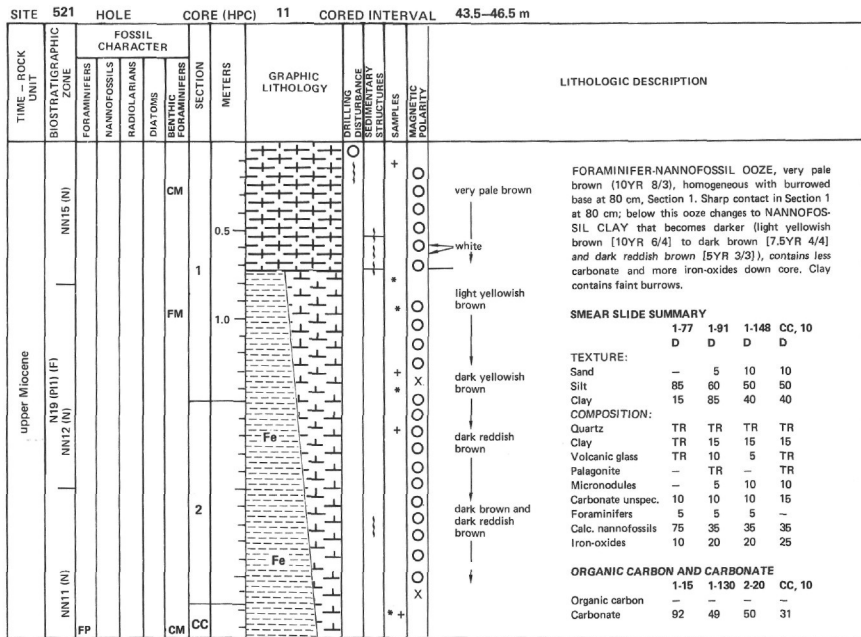 SITE 521 HOLE CORE (HPC) 11 CORED INTERVAL 43.5–46.5 m
TIME – ROCK UNIT
BIOSTRATIGRAPHIC ZONE
FOSSIL CHARACTER
FORAMINIFERS
NANNOFOSSILS
RADIOLARIANS
DIATOMS
BENTHIC FORAMINIFERS
SECTION
METERS
GRAPHIC LITHOLOGY
DRILLING DISTURBANCE
SEDIMENTARY STRUCTURES
SAMPLES
MAGNETIC POLARITY
LITHOLOGIC DESCRIPTION
upper Miocene
NN15 (N)
N19 (Pl1) (F)
NN12 (N)
NN11 (N)
FP
CM
FM
CM
1
2
CC
0.5
1.0
Fe
Fe
very pale brown
white
light yellowish
brown
dark yellowish
brown
dark reddish
brown
dark brown and
dark reddish
brown
FORAMINIFER-NANNOFOSSIL OOZE, very pale
brown (10YR 8/3), homogeneous with burrowed
base at 80 cm, Section 1. Sharp contact in Section 1
at 80 cm; below this ooze changes to NANNOFOS-
SIL CLAY that becomes darker (light yellowish
brown [10YR 6/4] to dark brown [7.5YR 4/4]
and dark reddish brown [5YR 3/3]), contains less
carbonate and more iron-oxides down core. Clay
contains faint burrows.
SMEAR SLIDE SUMMARY
1-77 1-91 1-148 CC, 10
D D D D
TEXTURE:
Sand – 5 10 10
Silt 85 60 50 50
Clay 15 85 40 40
COMPOSITION:
Quartz TR TR TR TR
Clay TR 15 15 15
Volcanic glass TR 10 5 TR
Palagonite – TR – TR
Micronodules – 5 10 10
Carbonate unspec. 10 10 10 15
Foraminifers 5 5 5 –
Calc. nannofossils 75 35 35 35
Iron-oxides 10 20 20 25
ORGANIC CARBON AND CARBONATE
1-15 1-130 2-20 CC, 10
Organic carbon – – – –
Carbonate 92 49 50 31